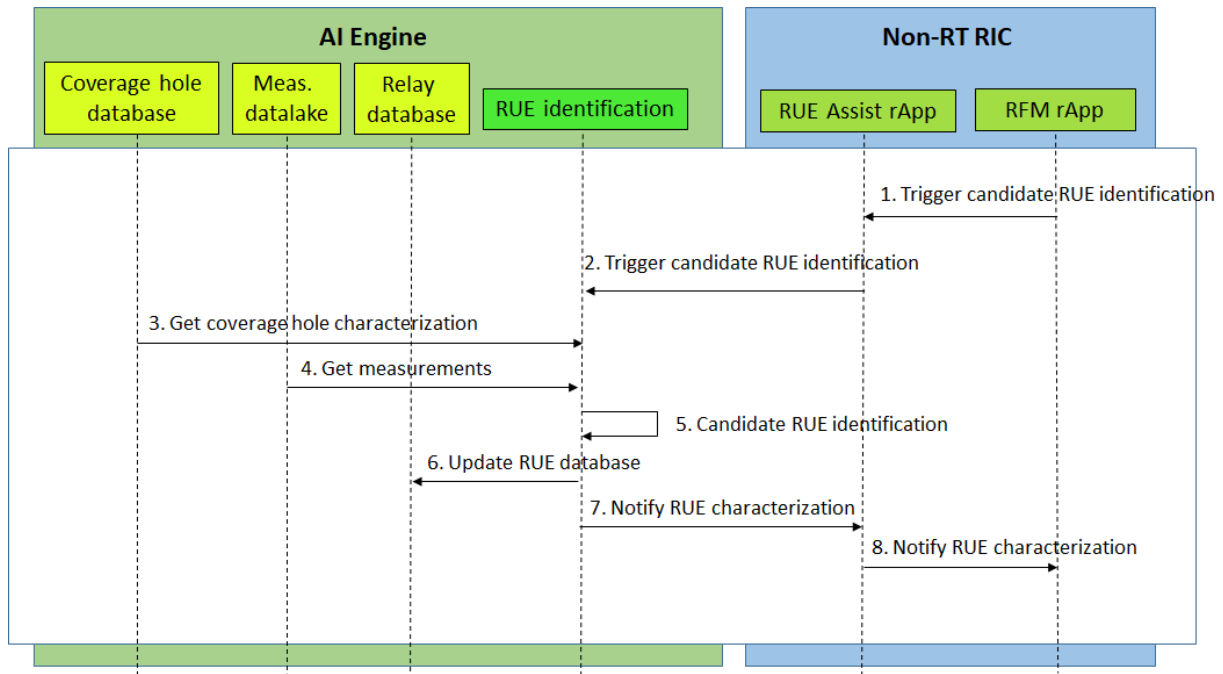 AI Engine
Non-RT RIC
Coverage hole
database
Meas.
datalake
Relay
database
RUE identification
RUE Assist rApp
RFM rApp
1. Trigger candidate RUE identification
2. Trigger candidate RUE identification
3. Get coverage hole characterization
4. Get measurements
5. Candidate RUE identification
6. Update RUE database
7. Notify RUE characterization
8. Notify RUE characterization